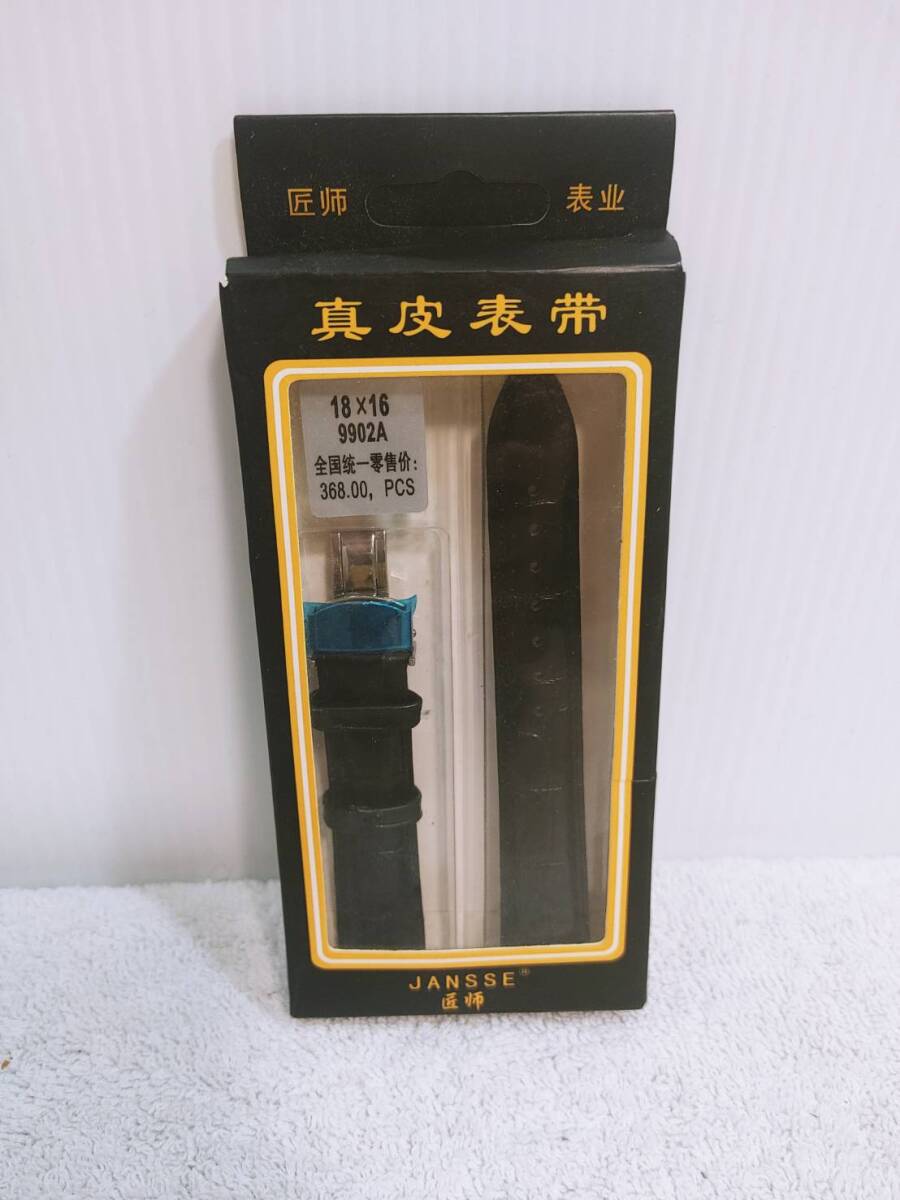 匠师 表业
真皮表带
18×16
9902A
全国统一零售价:
368.00, PCS
JANSSE®
匠师